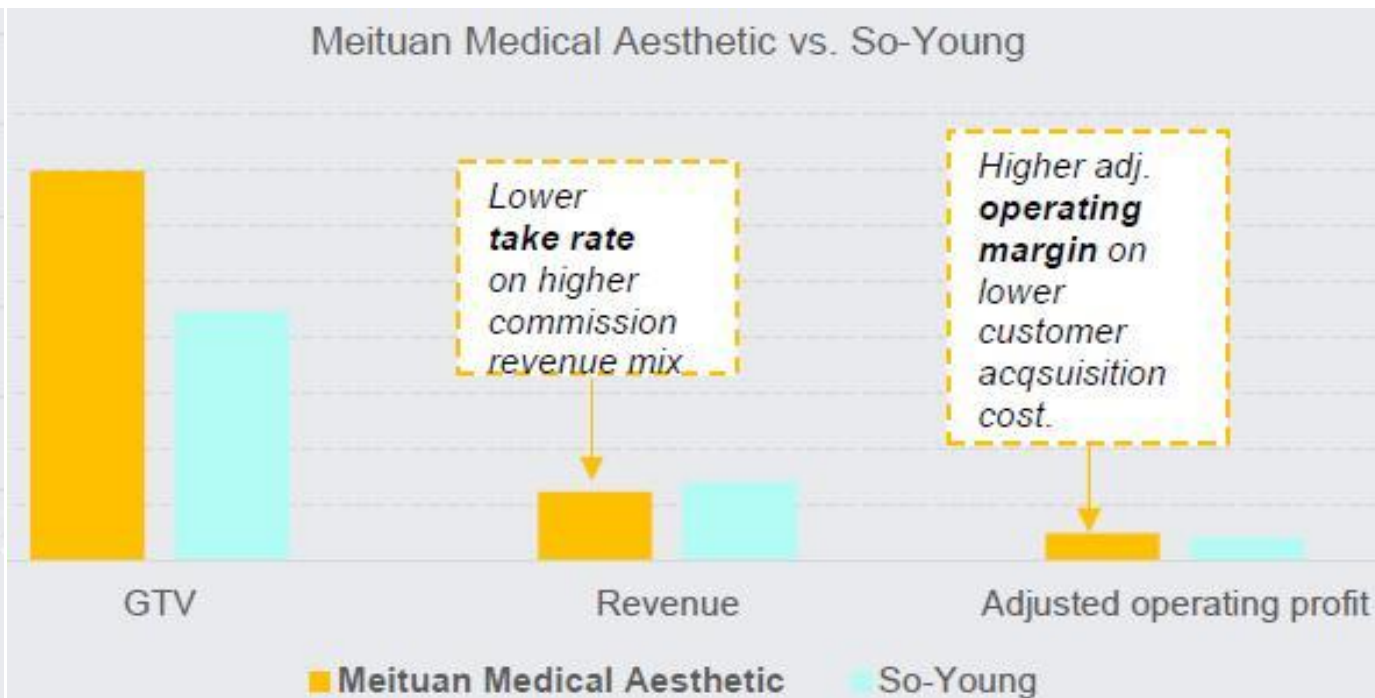 Meituan Medical Aesthetic vs. So-Young
Lower
take rate
on higher
commission
revenue mix
Higher adj.
operating
margin on
lower
customer
acqsuisition
cost.
GTV
Revenue
Adjusted operating profit
Meituan Medical Aesthetic
So-Young